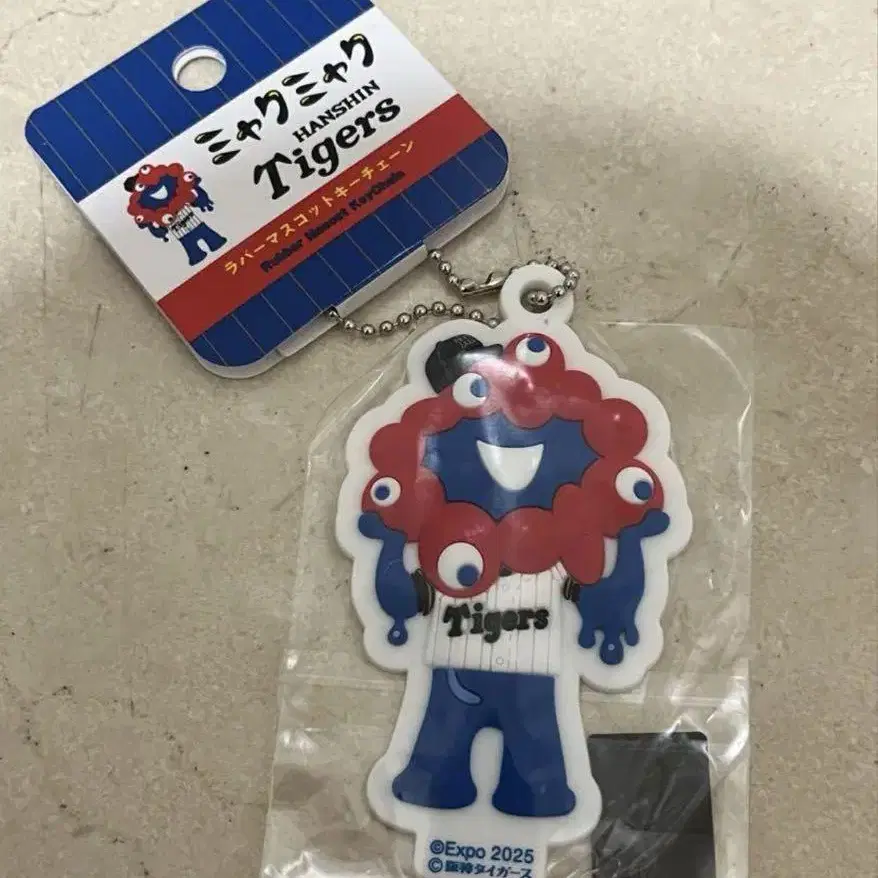 ミャクミャク
HANSHIN
Tigers
ラバーマスコットキーチェーン
Rubber Mascot KeyChain
Tigers
©Expo 2025
©阪神タイガース